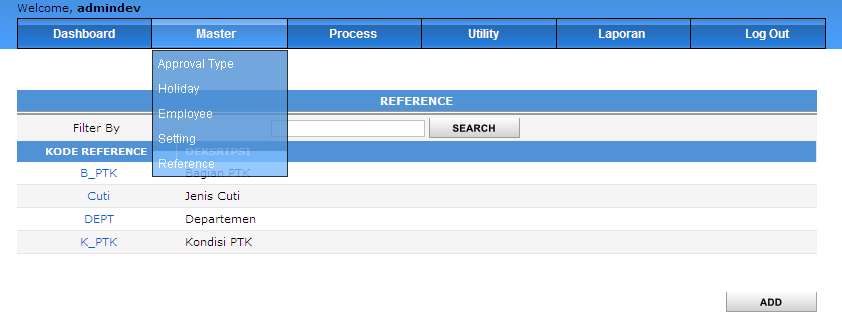 Welcome, admindev
Dashboard Master Process Utility Laporan Log Out
Approval Type
Holiday
Employee
Setting
Reference
REFERENCE
Filter By SEARCH
KODE REFERENCE DEKSRIPSI
B_PTK Bagian PTK
Cuti Jenis Cuti
DEPT Departemen
K_PTK Kondisi PTK
ADD